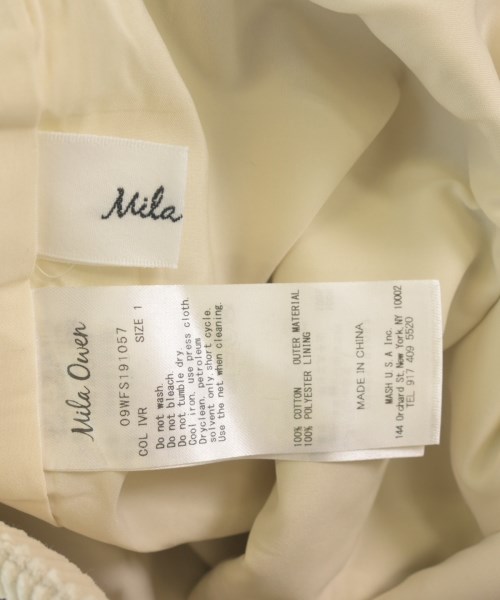 Mila
Mila Owen
09WFS191057
COL IVR SIZE 1
Do not wash.
Do not bleach.
Do not tumble dry.
Cool iron, use press cloth.
Dryclean, petroleum
solvent only short cycle.
Use the net when cleaning.
100% COTTON OUTER MATERIAL
100% POLYESTER LINING
MADE IN CHINA
MASH U S A Inc.
144 Orchard St. New York. NY 10002
TEL 917 409 5520